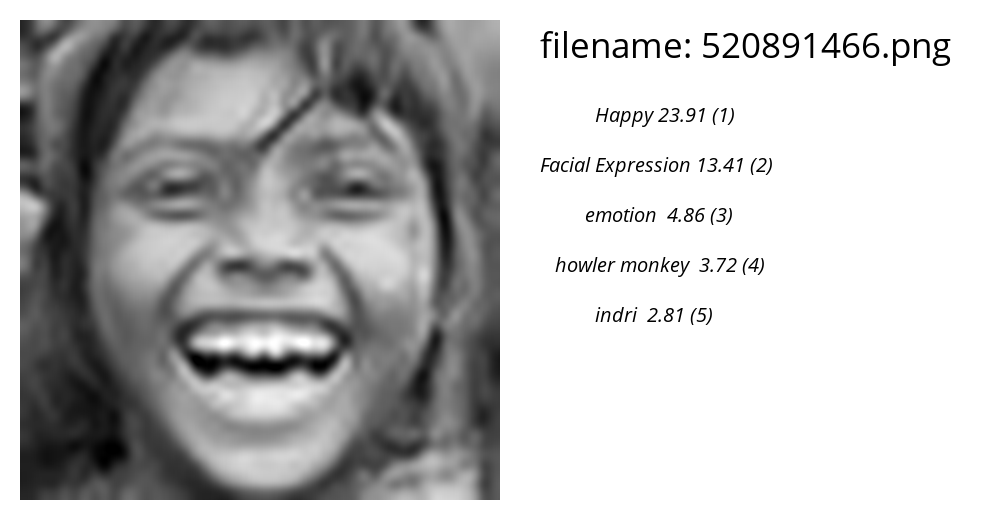 filename: 520891466.png
Happy 23.91 (1)
Facial Expression 13.41 (2)
emotion 4.86 (3)
howler monkey 3.72 (4)
indri 2.81 (5)